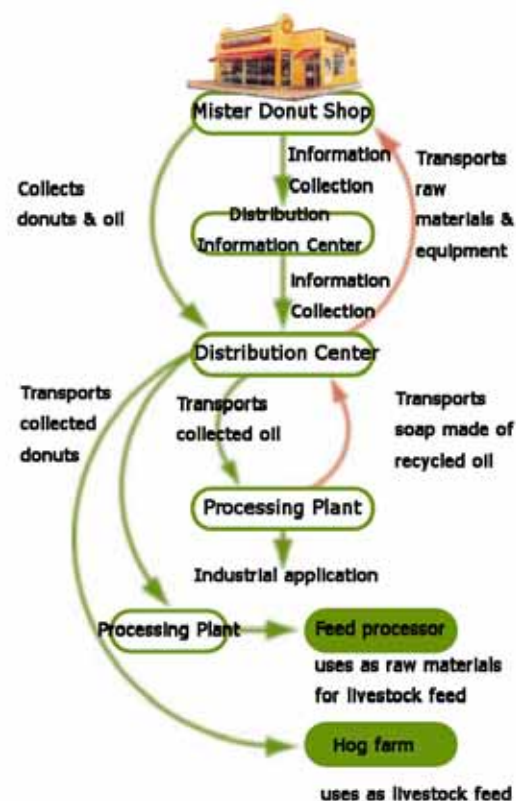 Mister Donut Shop
Information
Collection
Collects
donuts & oil
Transports
raw
materials &
equipment
Distribution
Information Center
Information
Collection
Distribution Center
Transports
collected
donuts
Transports
collected oil
Transports
soap made of
recycled oil
Processing Plant
Industrial application
Processing Plant
Feed processor
uses as raw materials
for livestock feed
Hog farm
uses as livestock feed